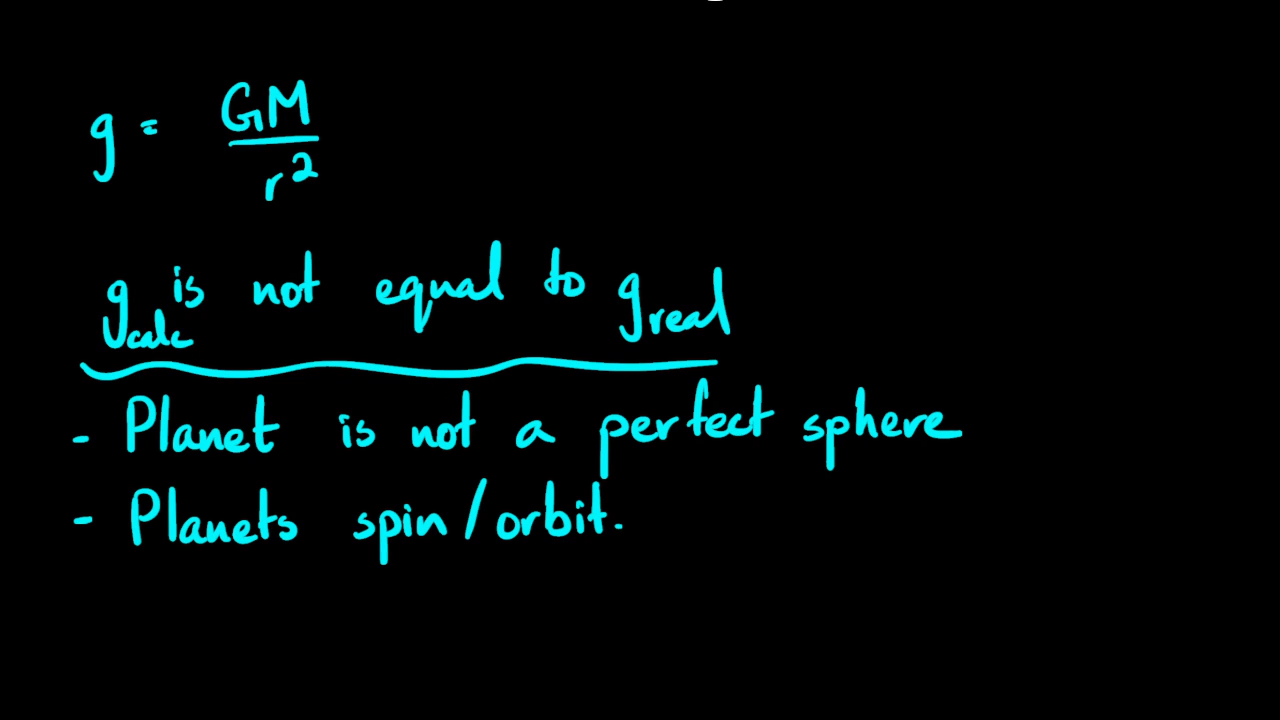 g = GM
r²
g calc is not equal to g real
- Planet is not a perfect sphere
- Planets spin/orbit.